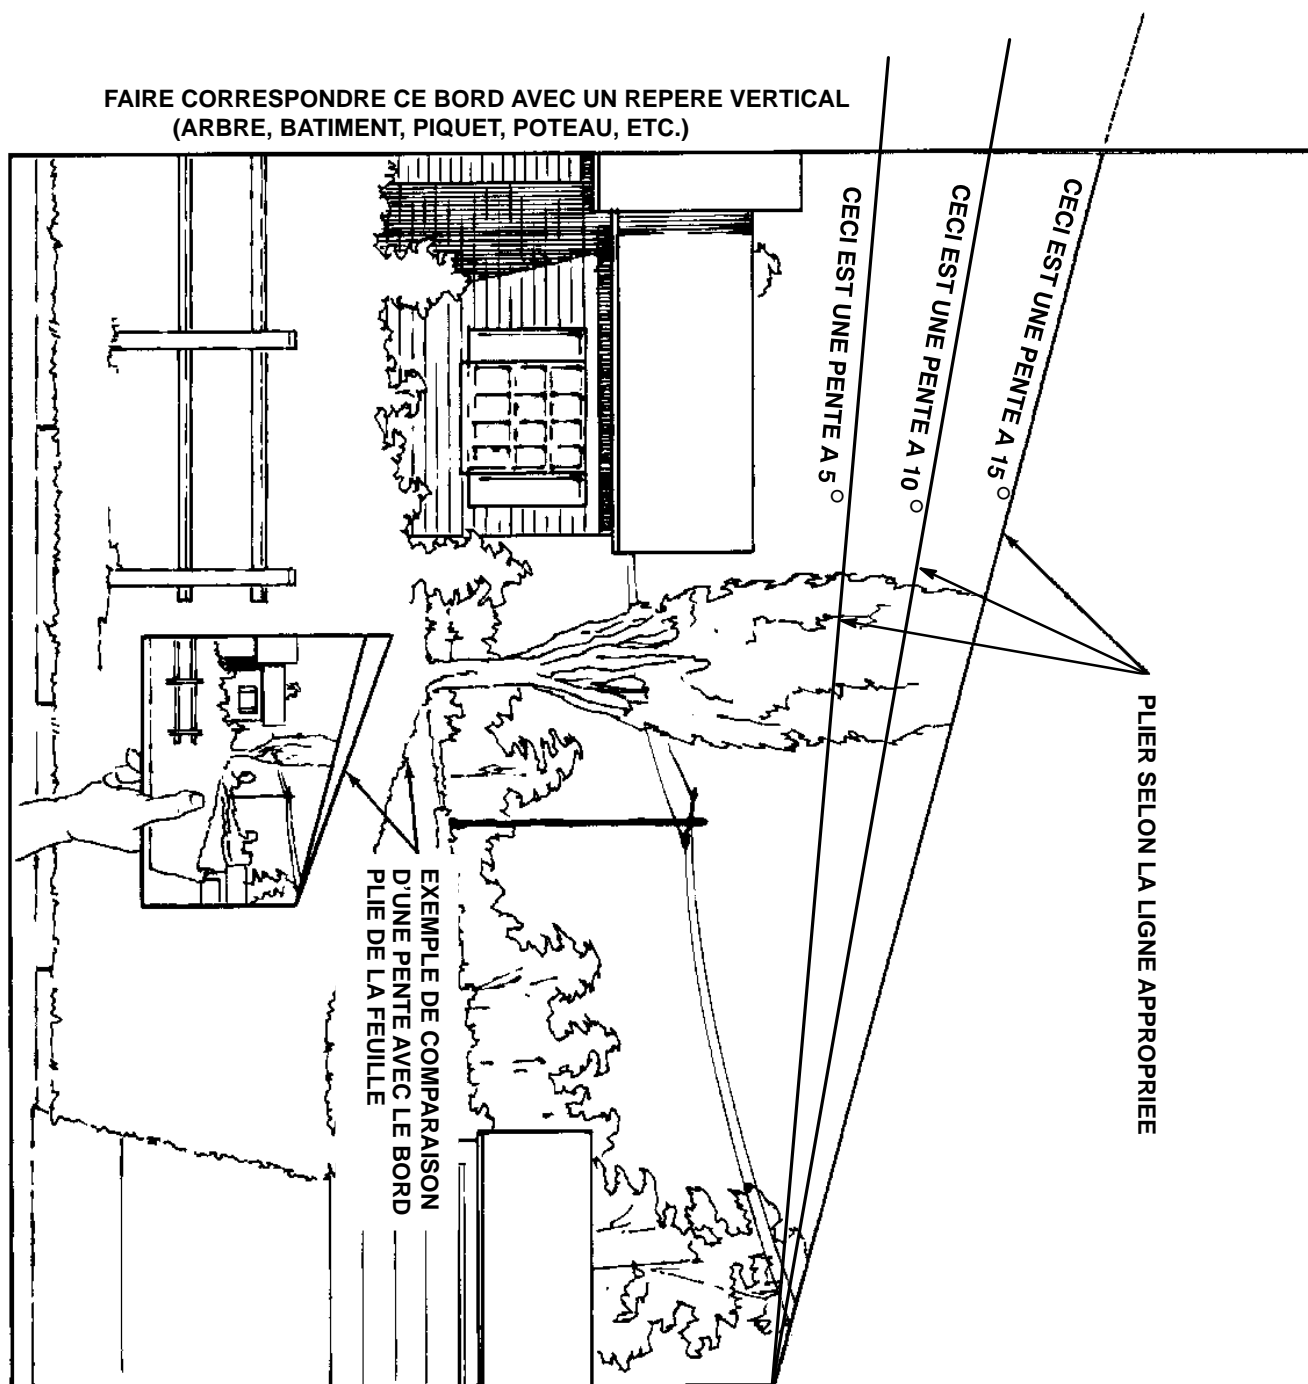 FAIRE CORRESPONDRE CE BORD AVEC UN REPERE VERTICAL
(ARBRE, BATIMENT, PIQUET, POTEAU, ETC.)
CECI EST UNE PENTE A 15°
CECI EST UNE PENTE A 10°
CECI EST UNE PENTE A 5°
PLIER SELON LA LIGNE APPROPRIEE
EXEMPLE DE COMPARAISON
D'UNE PENTE AVEC LE BORD
PLIE DE LA FEUILLE